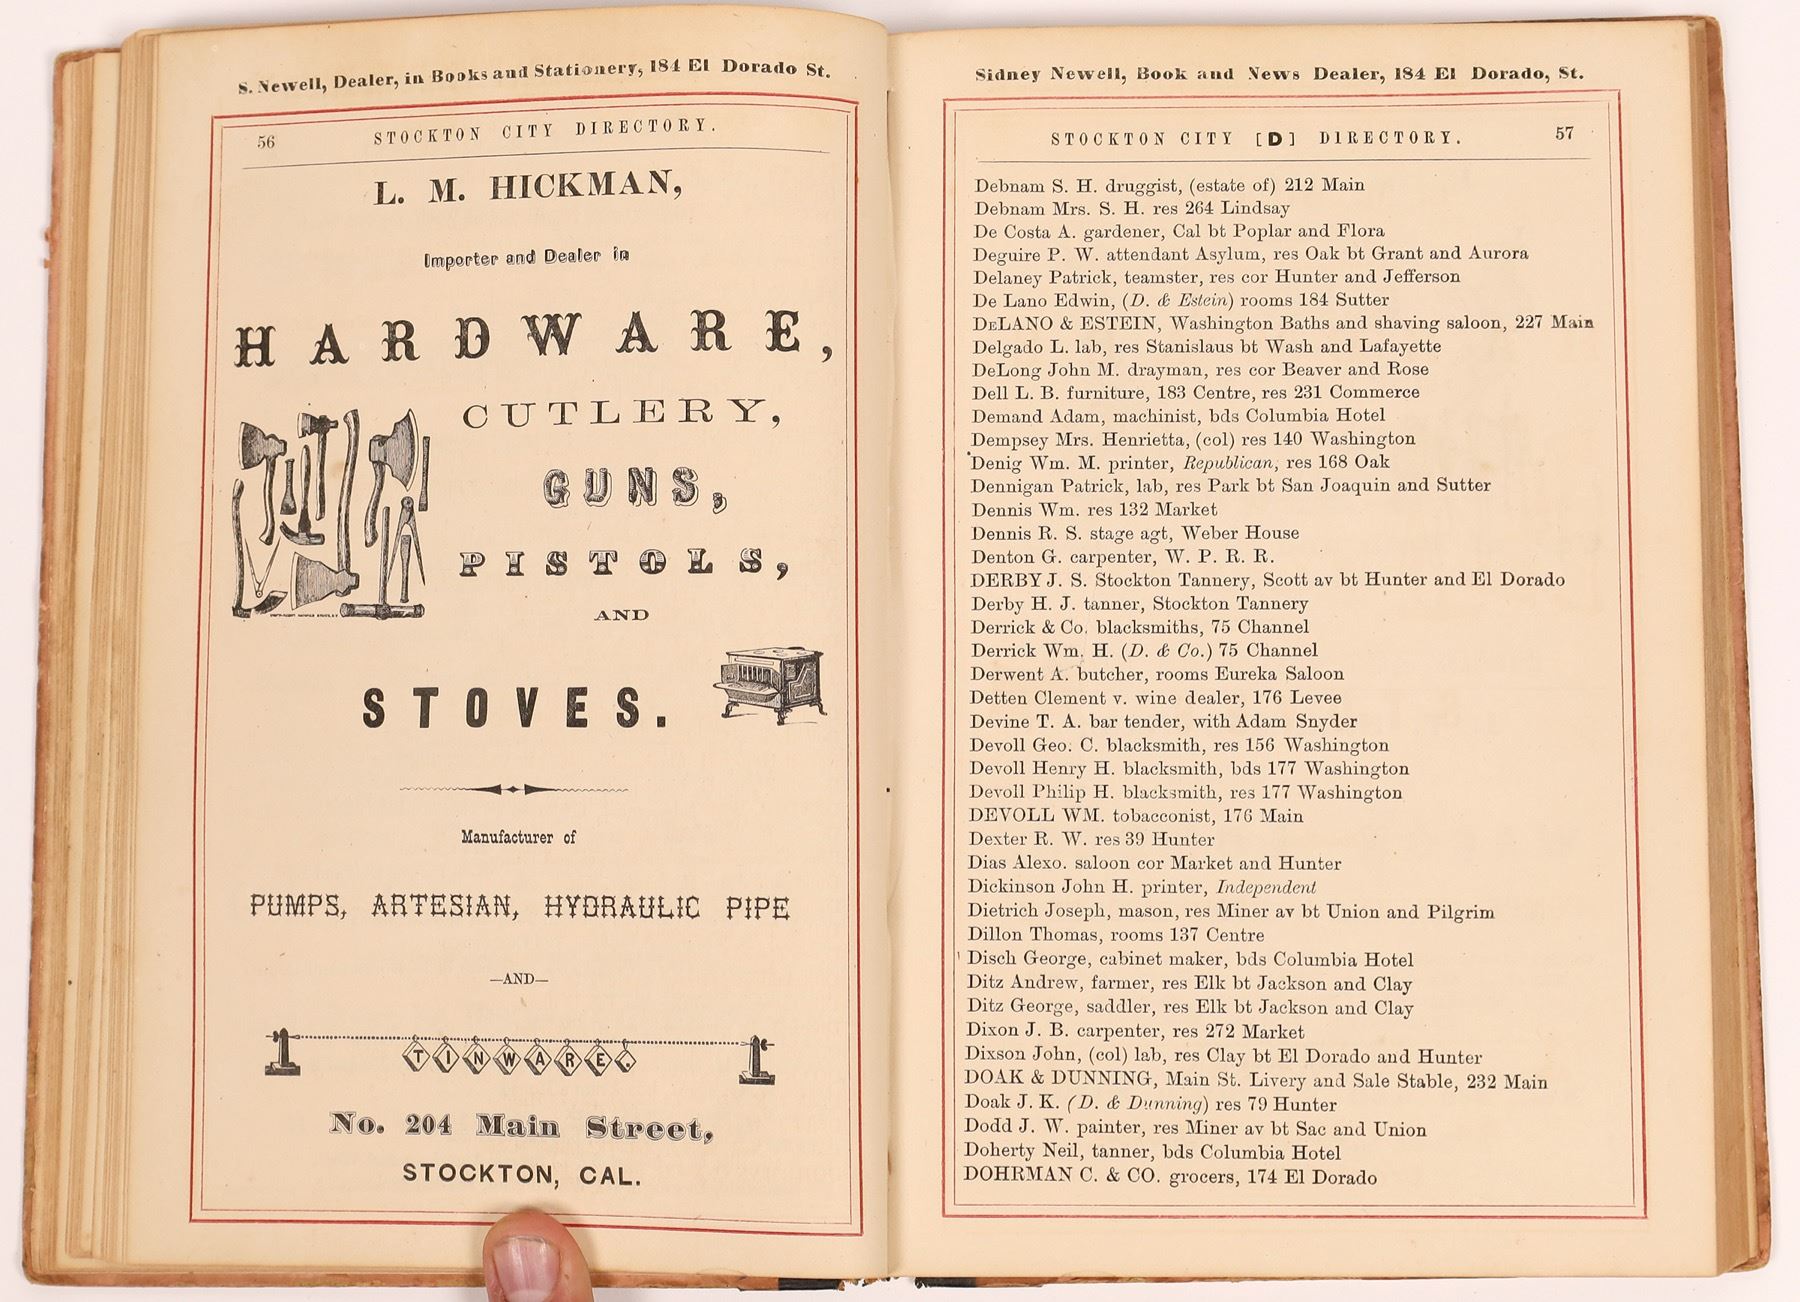 S. Newell, Dealer, in Books and Stationery, 184 El Dorado St.
56
STOCKTON CITY DIRECTORY.
L. M. HICKMAN,
Importer and Dealer in
HARDWARE,
CUTLERY,
GUNS,
PISTOLS,
AND
STOVES.
Manufacturer of
PUMPS, ARTESIAN, HYDRAULIC PIPE
—AND—
TINWARE.
No. 204 Main Street,
STOCKTON, CAL.
Sidney Newell, Book and News Dealer, 184 El Dorado, St.
STOCKTON CITY [D] DIRECTORY.
57
Debnam S. H. druggist, (estate of) 212 Main
Debnam Mrs. S. H. res 264 Lindsay
De Costa A. gardener, Cal bt Poplar and Flora
Deguire P. W. attendant Asylum, res Oak bt Grant and Aurora
Delaney Patrick, teamster, res cor Hunter and Jefferson
De Lano Edwin, (D. & Estein) rooms 184 Sutter
DeLANO & ESTEIN, Washington Baths and shaving saloon, 227 Main
Delgado L. lab, res Stanislaus bt Wash and Lafayette
DeLong John M. drayman, res cor Beaver and Rose
Dell L. B. furniture, 183 Centre, res 231 Commerce
Demand Adam, machinist, bds Columbia Hotel
Dempsey Mrs. Henrietta, (col) res 140 Washington
Denig Wm. M. printer, Republican, res 168 Oak
Dennigan Patrick, lab, res Park bt San Joaquin and Sutter
Dennis Wm. res 132 Market
Dennis R. S. stage agt, Weber House
Denton G. carpenter, W. P. R. R.
DERBY J. S. Stockton Tannery, Scott av bt Hunter and El Dorado
Derby H. J. tanner, Stockton Tannery
Derrick & Co. blacksmiths, 75 Channel
Derrick Wm. H. (D. & Co.) 75 Channel
Derwent A. butcher, rooms Eureka Saloon
Detten Clement v. wine dealer, 176 Levee
Devine T. A. bar tender, with Adam Snyder
Devoll Geo. C. blacksmith, res 156 Washington
Devoll Henry H. blacksmith, bds 177 Washington
Devoll Philip H. blacksmith, res 177 Washington
DEVOLL WM. tobacconist, 176 Main
Dexter R. W. res 39 Hunter
Dias Alexo. saloon cor Market and Hunter
Dickinson John H. printer, Independent
Dietrich Joseph, mason, res Miner av bt Union and Pilgrim
Dillon Thomas, rooms 137 Centre
Disch George, cabinet maker, bds Columbia Hotel
Ditz Andrew, farmer, res Elk bt Jackson and Clay
Ditz George, saddler, res Elk bt Jackson and Clay
Dixon J. B. carpenter, res 272 Market
Dixson John, (col) lab, res Clay bt El Dorado and Hunter
DOAK & DUNNING, Main St. Livery and Sale Stable, 232 Main
Doak J. K. (D. & Dunning) res 79 Hunter
Dodd J. W. painter, res Miner av bt Sac and Union
Doherty Neil, tanner, bds Columbia Hotel
DOHRMAN C. & CO. grocers, 174 El Dorado